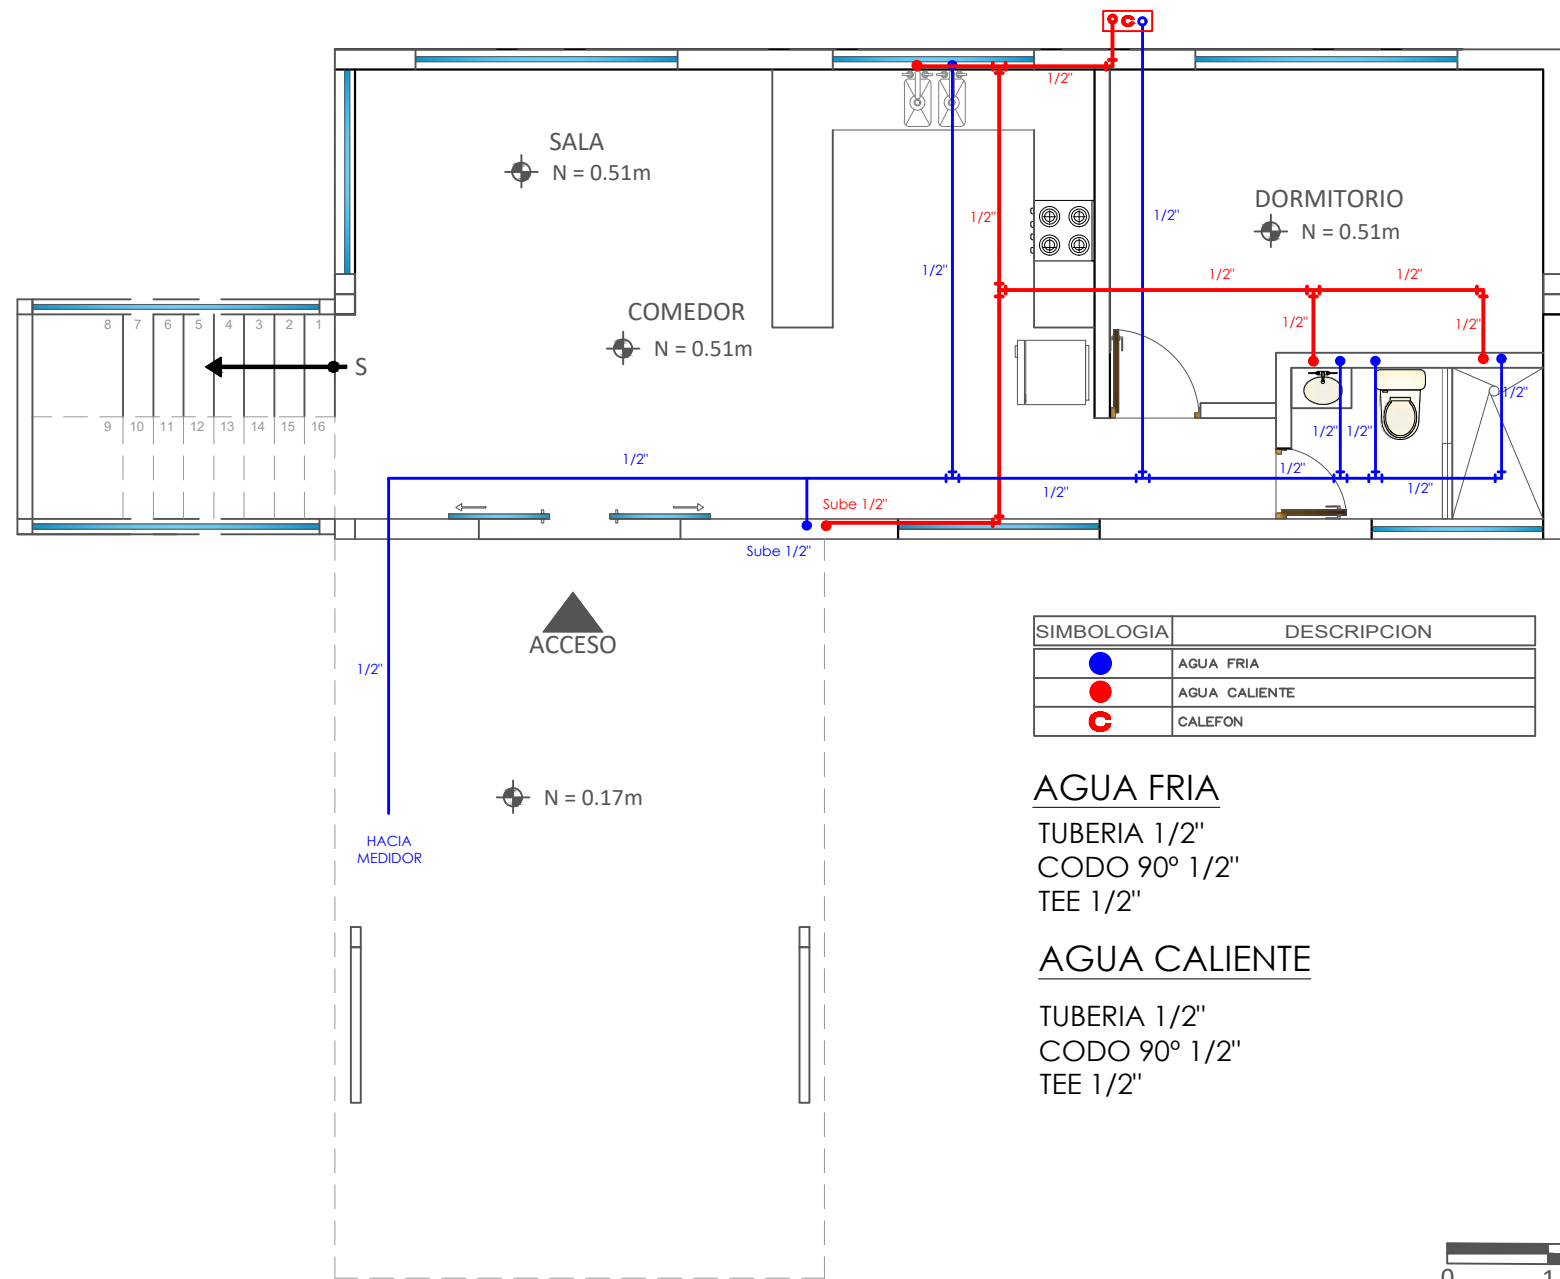 C
1/2"
SALA
N = 0.51m
DORMITORIO
N = 0.51m
1/2"
1/2"
1/2"
1/2"
1/2"
COMEDOR
N = 0.51m
1/2"
1/2"
8 7 6 5 4 3 2 1
S
9 10 11 12 13 14 15 16
1/2"
1/2" 1/2"
1/2"
1/2"
1/2"
1/2"
Sube 1/2"
Sube 1/2"
ACCESO
1/2"
N = 0.17m
HACIA
MEDIDOR
SIMBOLOGIA DESCRIPCION
AGUA FRIA
AGUA CALIENTE
C CALEFON
AGUA FRIA
TUBERIA 1/2"
CODO 90º 1/2"
TEE 1/2"
AGUA CALIENTE
TUBERIA 1/2"
CODO 90º 1/2"
TEE 1/2"
0 1